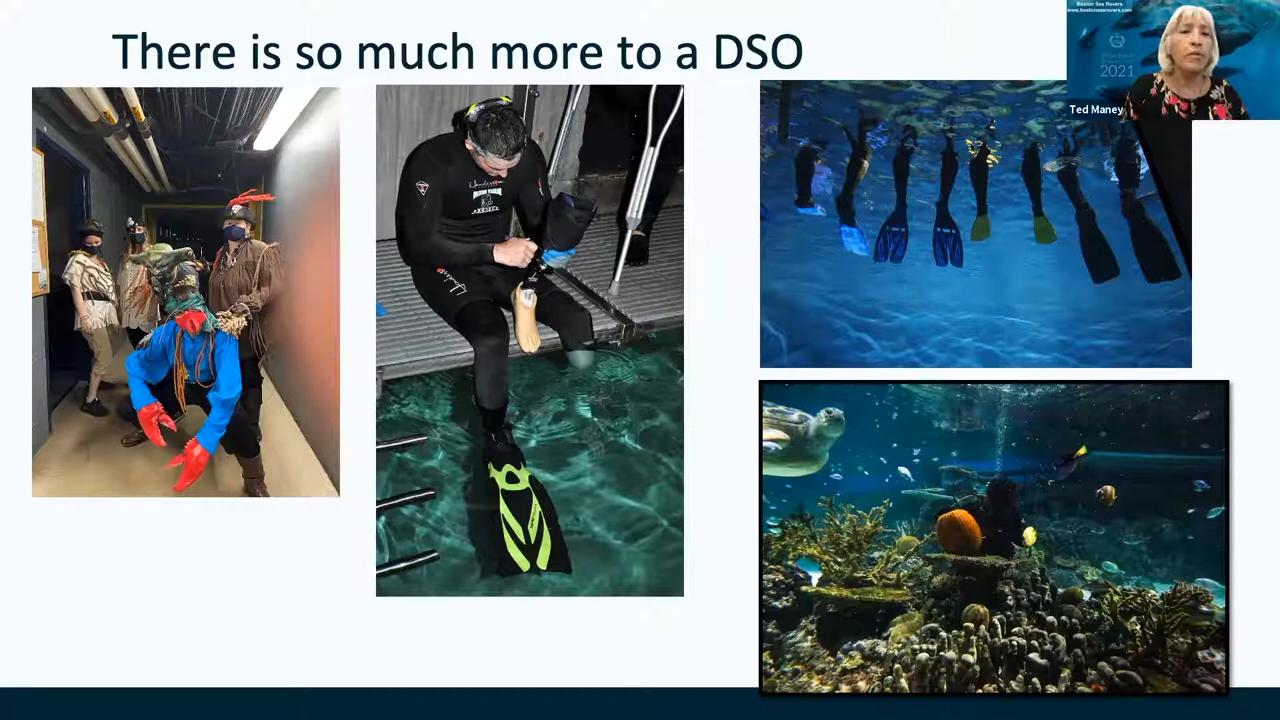 There is so much more to a DSO
Boston Sea Rovers
www.bostonsearovers.com
2021
Ted Maney